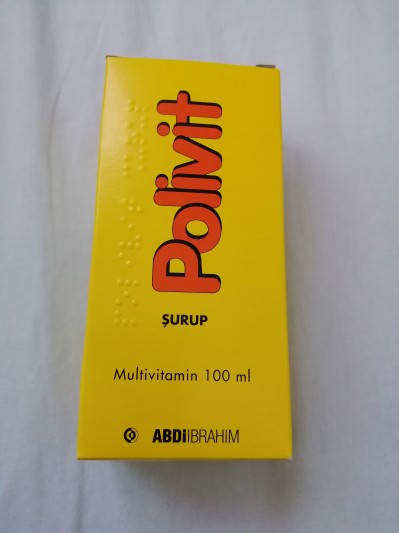 Polivit
ŞURUP
Multivitamin 100 ml
ABDİIBRAHIM